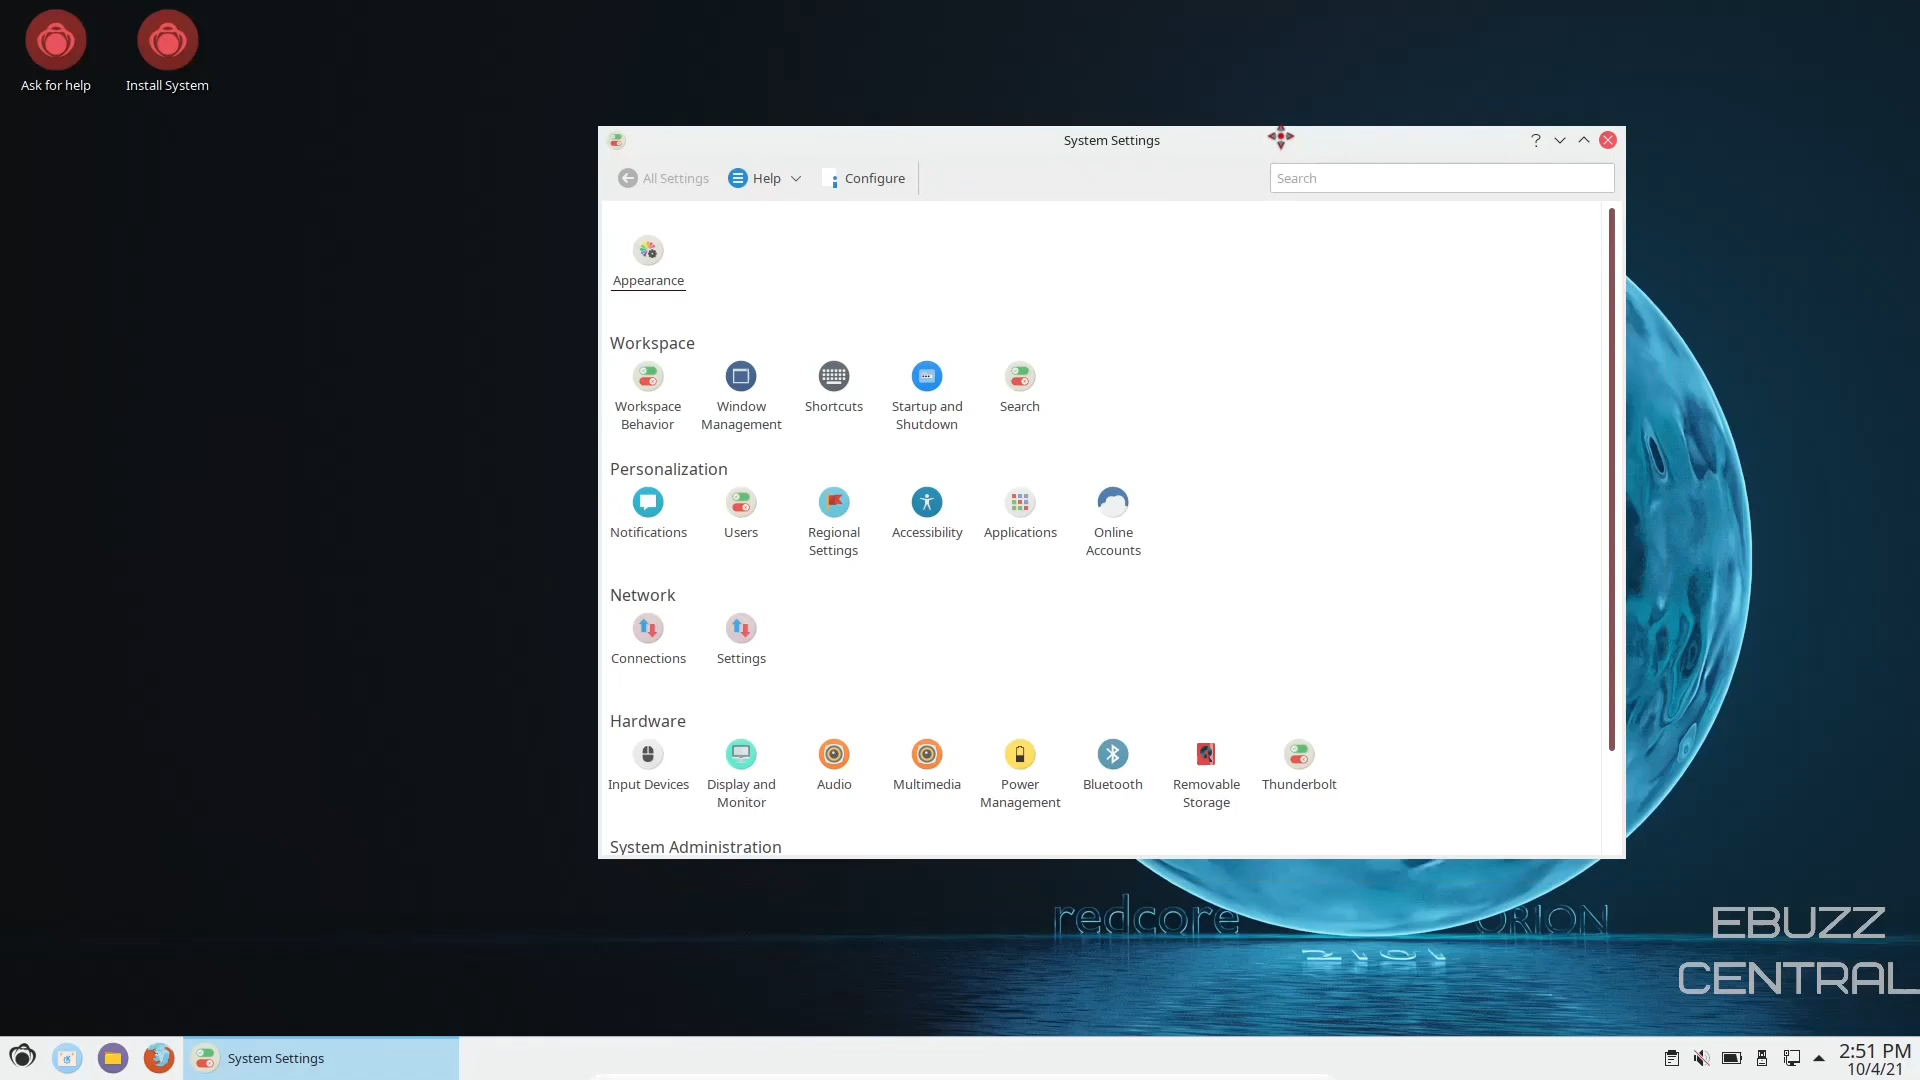 Ask for help
Install System
System Settings
All Settings
Help
Configure
Search
Appearance
Workspace
Workspace Behavior
Window Management
Shortcuts
Startup and Shutdown
Search
Personalization
Notifications
Users
Regional Settings
Accessibility
Applications
Online Accounts
Network
Connections
Settings
Hardware
Input Devices
Display and Monitor
Audio
Multimedia
Power Management
Bluetooth
Removable Storage
Thunderbolt
System Administration
redcore
ORION
2101
EBUZZ
CENTRAL
System Settings
2:51 PM
10/4/21